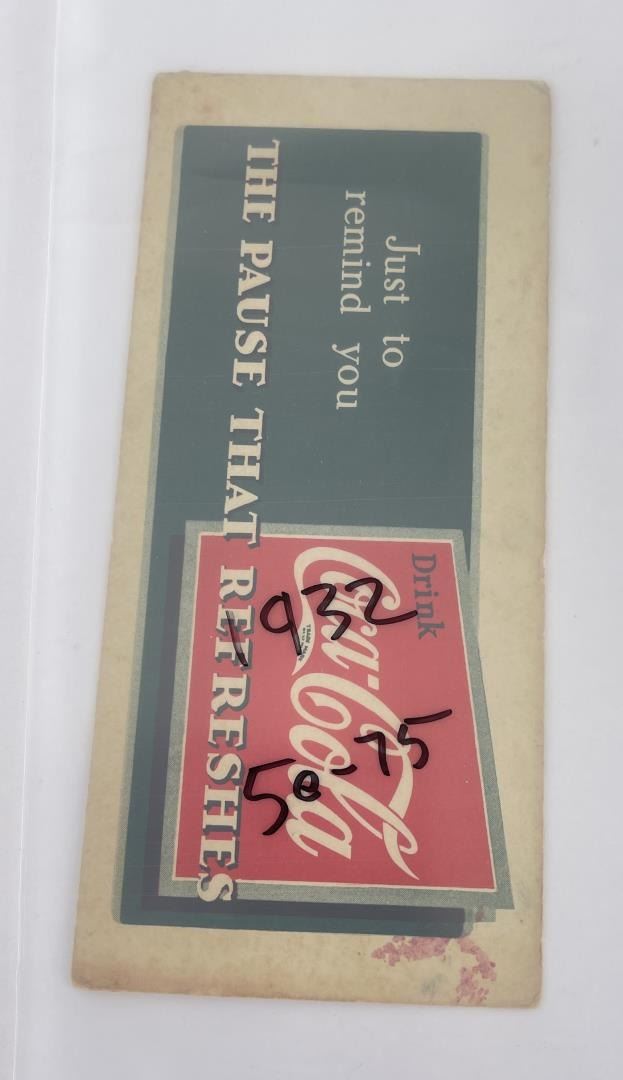 Just to
remind you
THE PAUSE THAT REFRESHES
Drink
Coca-Cola
1932
50-75